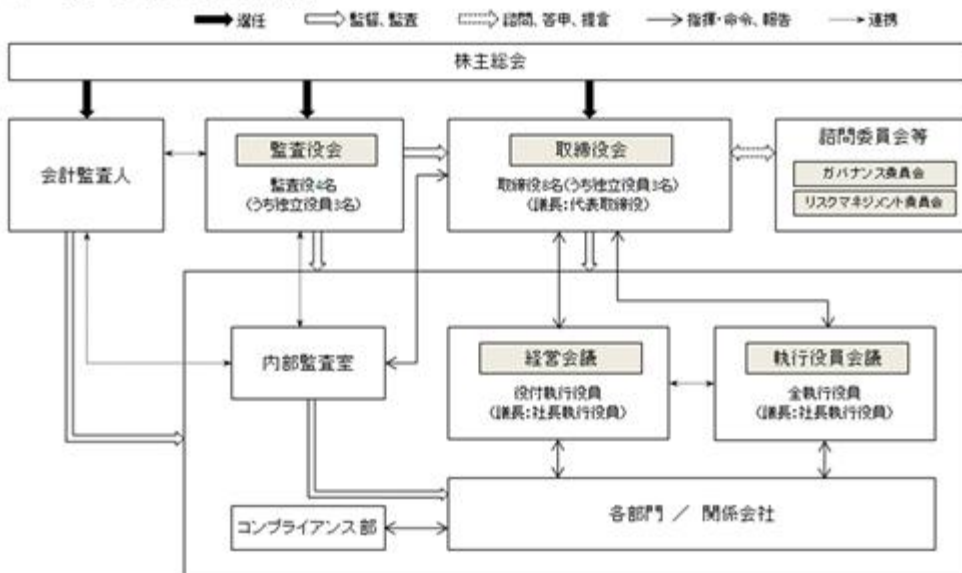 選任
監督、監査
諮問、答申、提言
指揮・命令、報告
連携
株主総会
会計監査人
監査役会
監査役4名
(うち独立役員3名)
取締役会
取締役8名(うち独立役員3名)
(議長:代表取締役)
諮問委員会等
ガバナンス委員会
リスクマネジメント委員会
内部監査室
経営会議
役付執行役員
(議長:社長執行役員)
執行役員会議
全執行役員
(議長:社長執行役員)
コンプライアンス部
各部門 / 関係会社